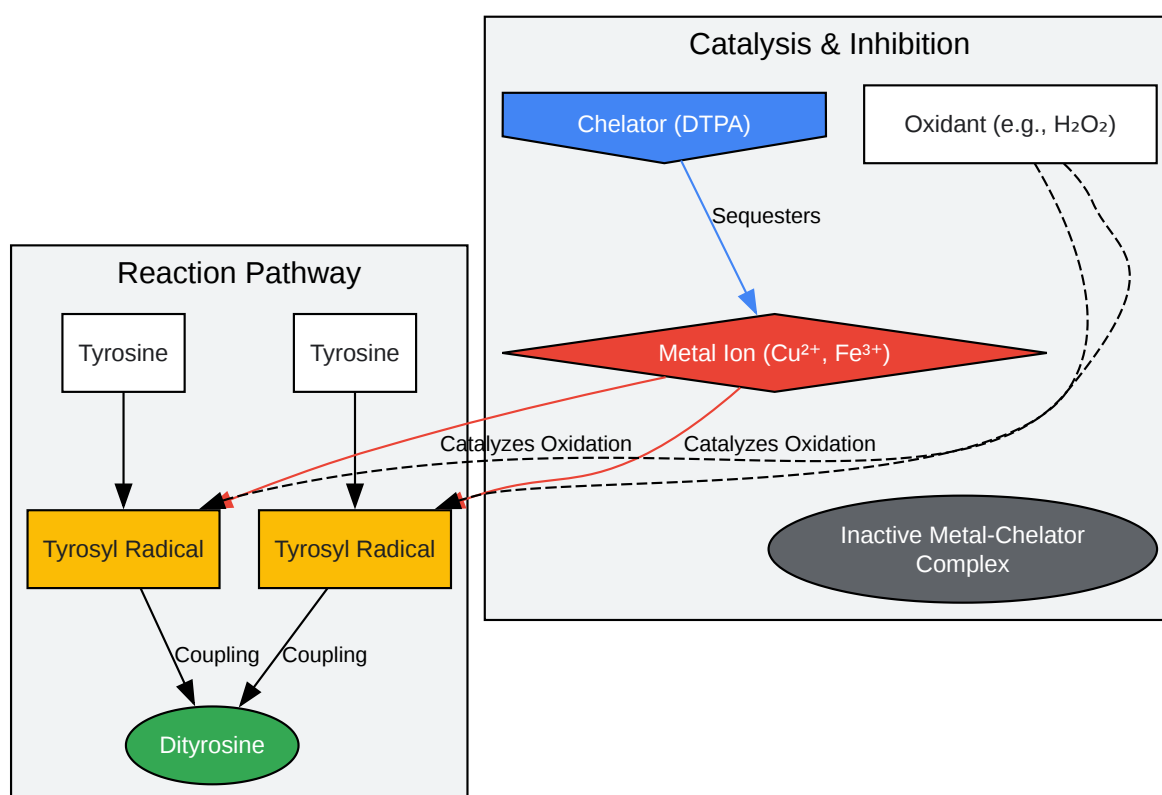 Catalysis & Inhibition
Chelator (DTPA)
Oxidant (e.g., H₂O₂)
Sequesters
Reaction Pathway
Tyrosine
Tyrosine
Metal Ion (Cu²⁺, Fe³⁺)
Catalyzes Oxidation
Catalyzes Oxidation
Tyrosyl Radical
Tyrosyl Radical
Inactive Metal-Chelator
Complex
Coupling
Coupling
Dityrosine